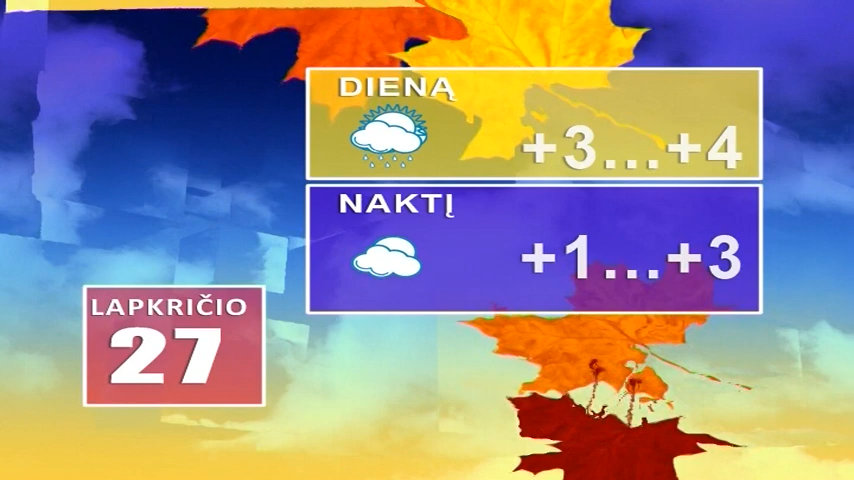 DIENĄ
+3...+4
NAKTĮ
+1...+3
LAPKRIČIO
27